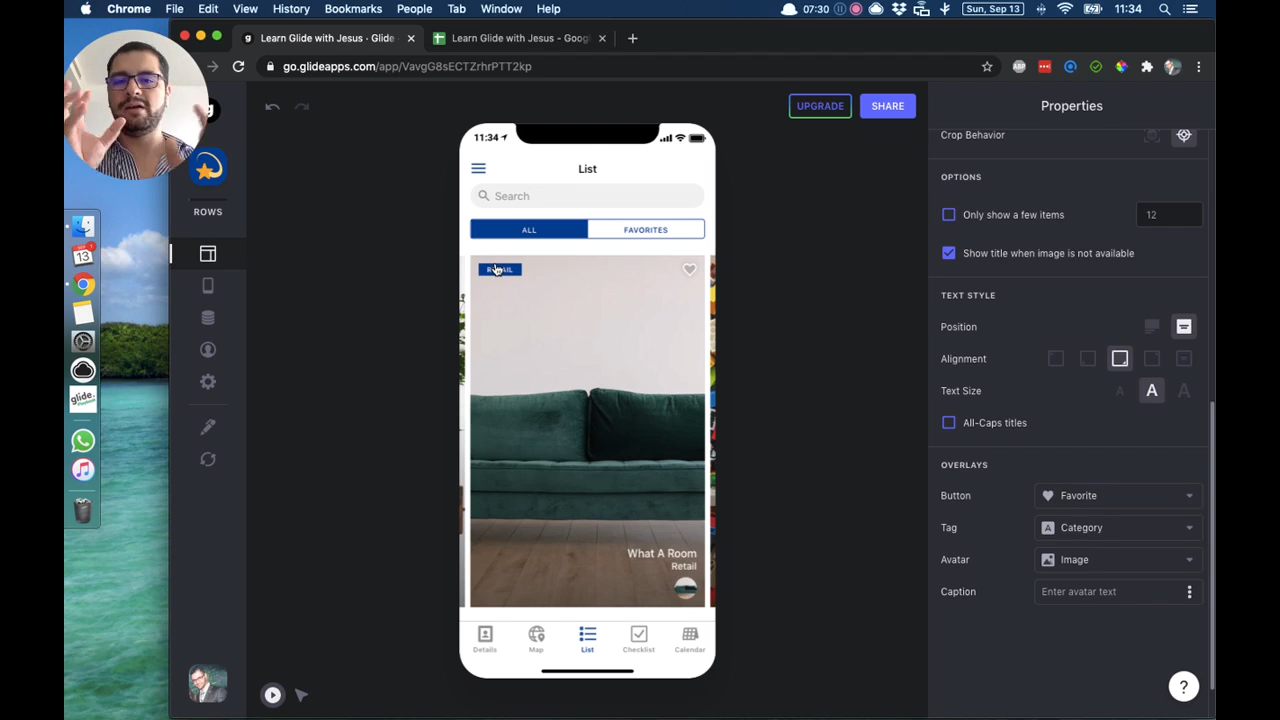 Chrome File Edit View History Bookmarks People Tab Window Help
07:30
Sun, Sep 13
11:34
Learn Glide with Jesus · Glide
Learn Glide with Jesus - Goog
go.glideapps.com/app/VavgG8sECTZrhrPTT2kp
UPGRADE
SHARE
Properties
ROWS
13
glide.
11:34
List
Search
ALL
FAVORITES
What A Room
Retail
Details
Map
List
Checklist
Calendar
Crop Behavior
OPTIONS
Only show a few items
12
Show title when image is not available
TEXT STYLE
Position
Alignment
Text Size
A A A
All-Caps titles
OVERLAYS
Button
Favorite
Tag
A
Category
Avatar
Image
Caption
Enter avatar text
?